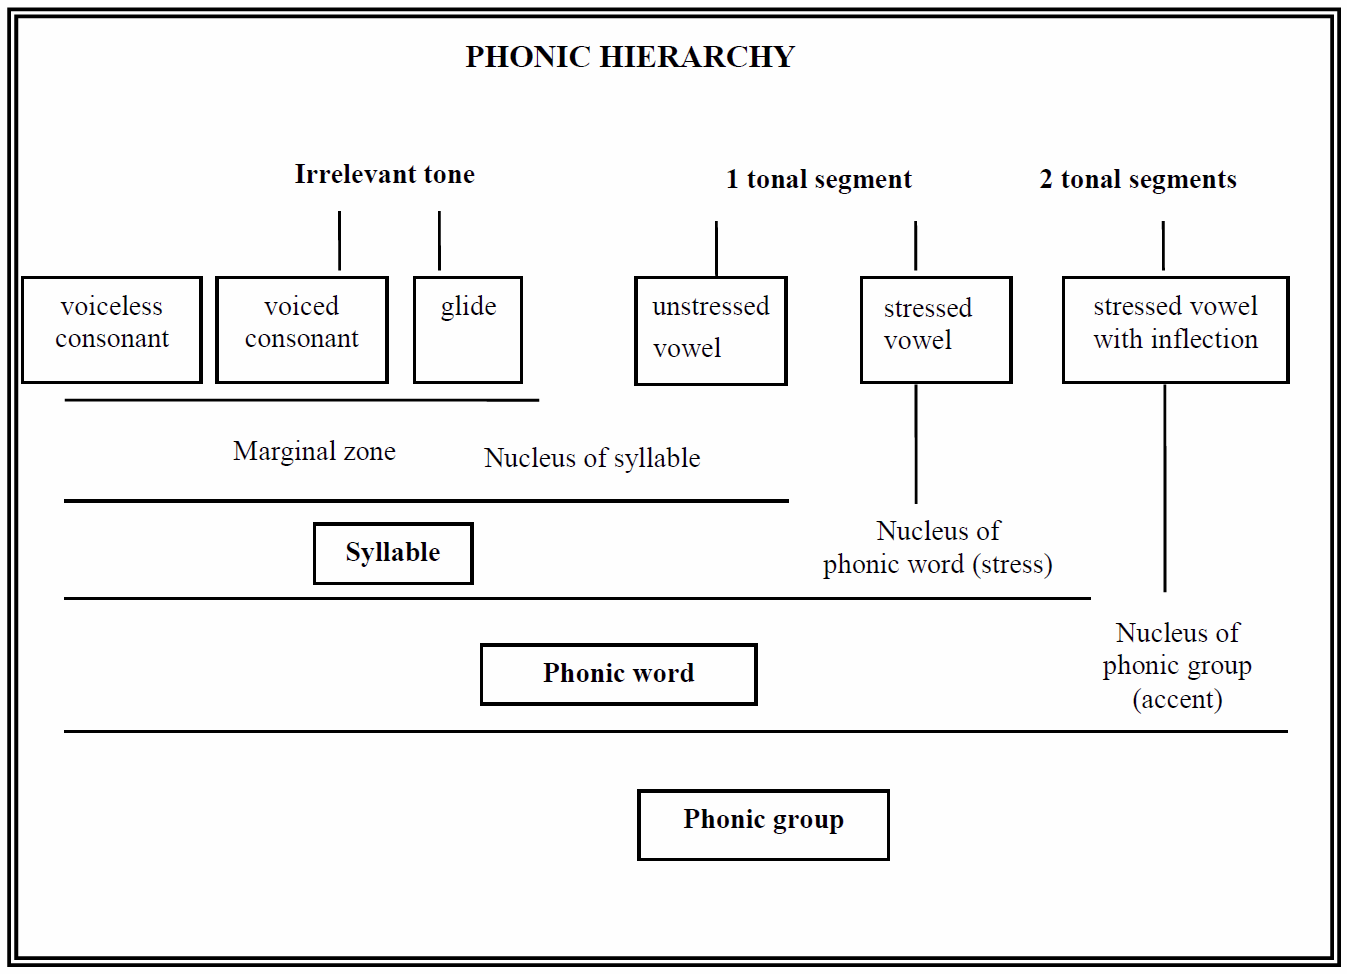 PHONIC HIERARCHY
Irrelevant tone
1 tonal segment
2 tonal segments
voiceless
consonant
voiced
consonant
glide
unstressed
vowel
stressed
vowel
stressed vowel
with inflection
Marginal zone
Nucleus of syllable
Syllable
Nucleus of
phonic word (stress)
Phonic word
Nucleus of
phonic group
(accent)
Phonic group